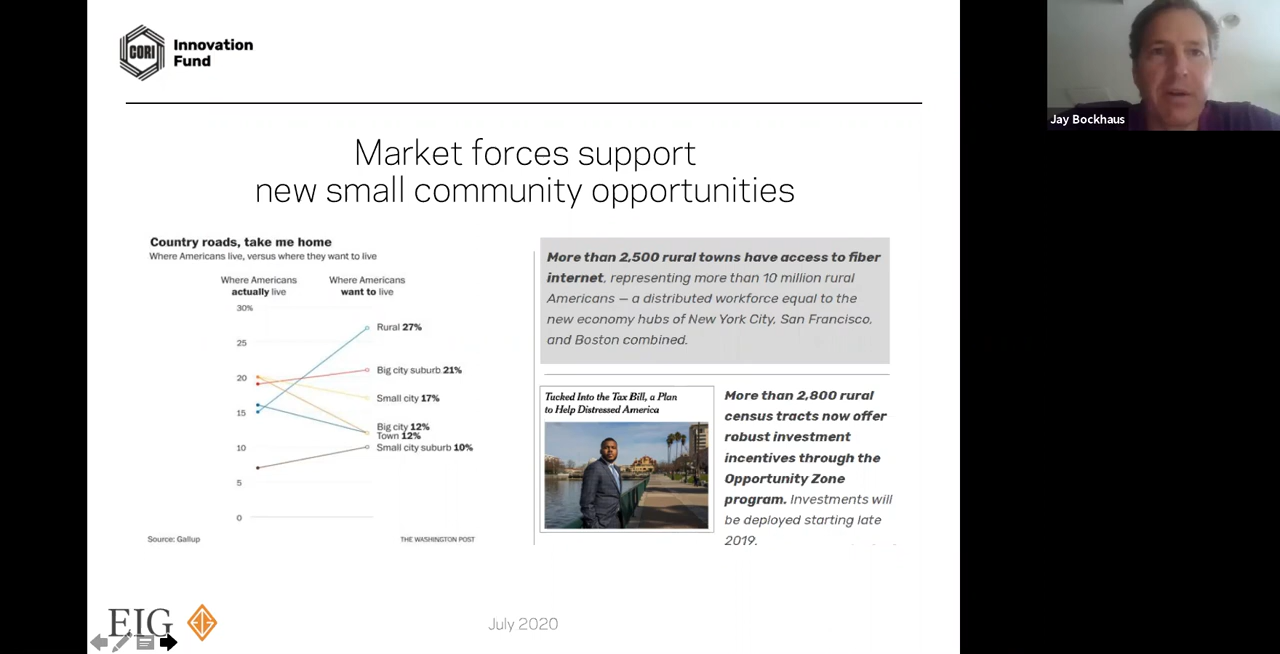 CORI
Innovation
Fund
Jay Bockhaus
Market forces support
new small community opportunities
Country roads, take me home
Where Americans live, versus where they want to live
Where Americans
actually live
Where Americans
want to live
30%
25
20
15
10
5
0
Rural 27%
Big city suburb 21%
Small city 17%
Big city 12%
Town 12%
Small city suburb 10%
Source: Gallup
THE WASHINGTON POST
More than 2,500 rural towns have access to fiber
internet, representing more than 10 million rural
Americans — a distributed workforce equal to the
new economy hubs of New York City, San Francisco,
and Boston combined.
Tucked Into the Tax Bill, a Plan
to Help Distressed America
More than 2,800 rural
census tracts now offer
robust investment
incentives through the
Opportunity Zone
program. Investments will
be deployed starting late
2019.
EIG
July 2020